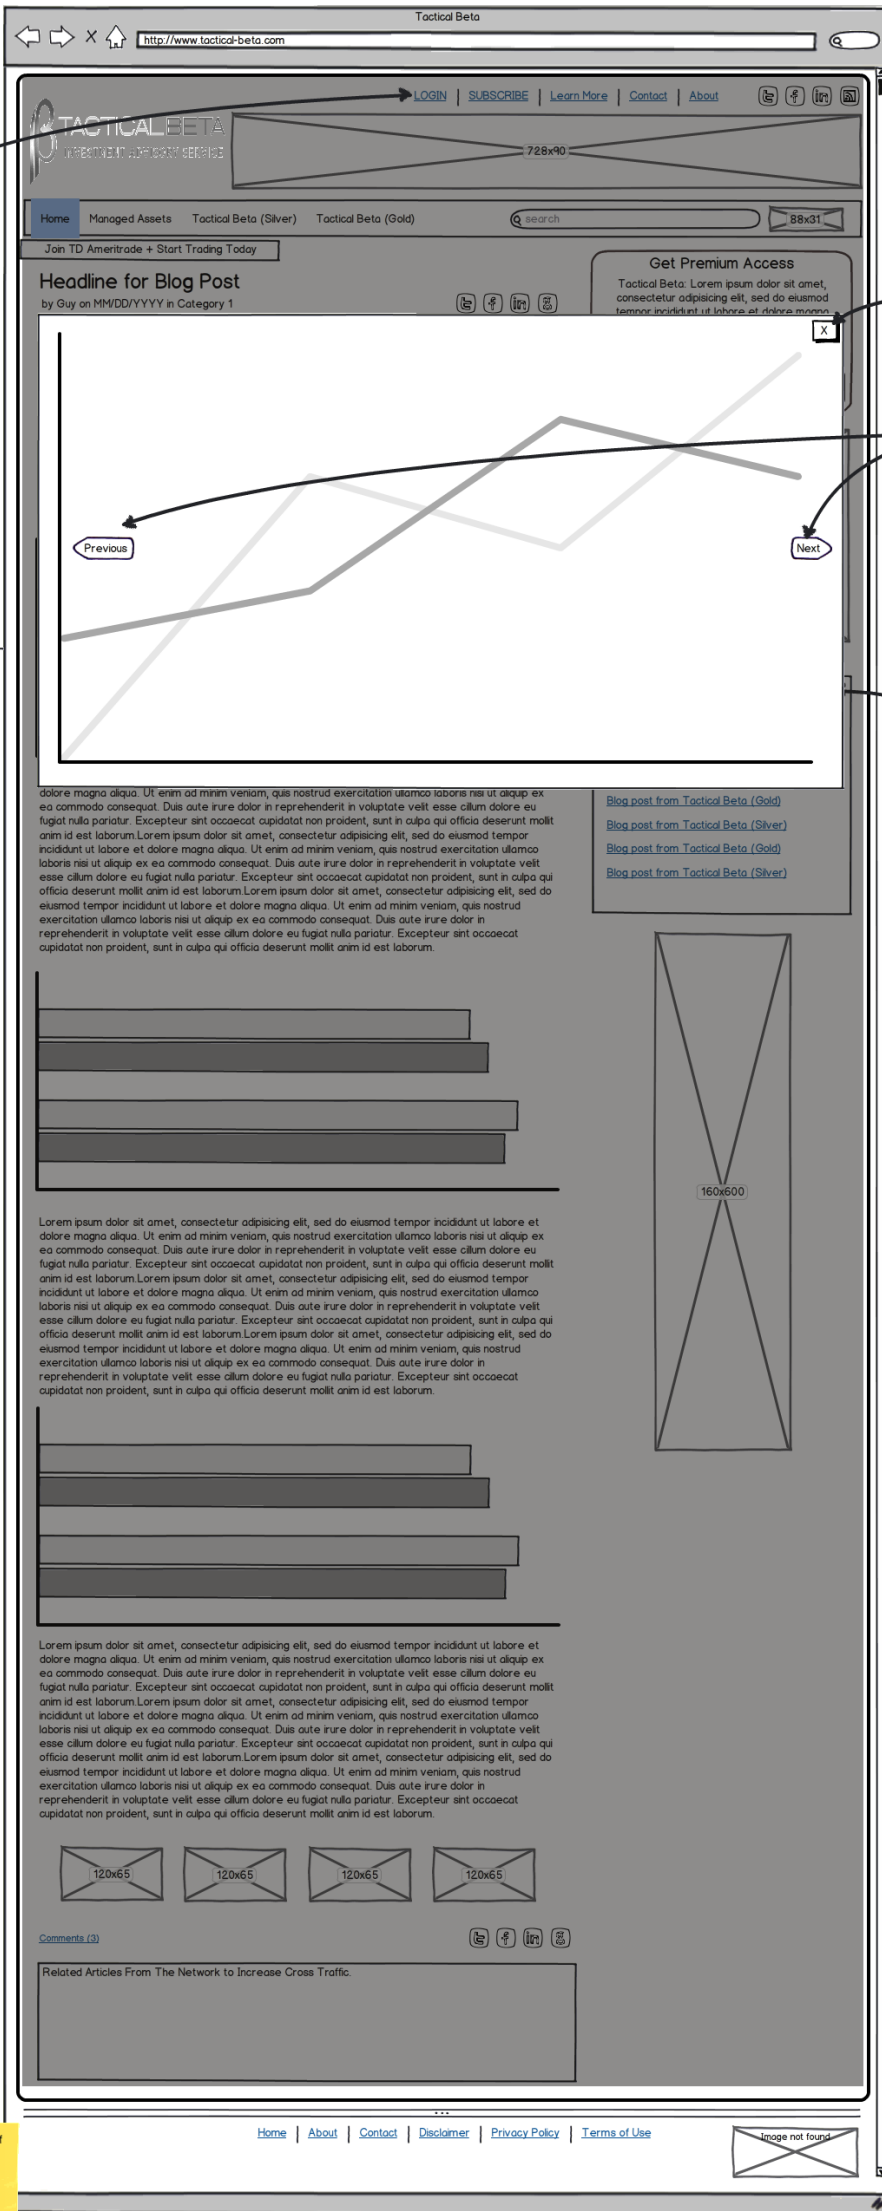 Tactical Beta
http://www.tactical-beta.com
LOGIN | SUBSCRIBE | Learn More | Contact | About
TACTICALBETA
INVESTMENT ADVISORY SERVICE
728x90
Home Managed Assets Tactical Beta (Silver) Tactical Beta (Gold) search 88x31
Join TD Ameritrade + Start Trading Today
Headline for Blog Post
by Guy on MM/DD/YYYY in Category 1
Get Premium Access
Tactical Beta: Lorem ipsum dolor sit amet,
consectetur adipisicing elit, sed do eiusmod
tempor incididunt ut labore et dolore magna
X
Previous
Next
dolore magna aliqua. Ut enim ad minim veniam, quis nostrud exercitation ullamco laboris nisi ut aliquip ex
ea commodo consequat. Duis aute irure dolor in reprehenderit in voluptate velit esse cillum dolore eu
fugiat nulla pariatur. Excepteur sint occaecat cupidatat non proident, sunt in culpa qui officia deserunt mollit
anim id est laborum.Lorem ipsum dolor sit amet, consectetur adipisicing elit, sed do eiusmod tempor
incididunt ut labore et dolore magna aliqua. Ut enim ad minim veniam, quis nostrud exercitation ullamco
laboris nisi ut aliquip ex ea commodo consequat. Duis aute irure dolor in reprehenderit in voluptate velit
esse cillum dolore eu fugiat nulla pariatur. Excepteur sint occaecat cupidatat non proident, sunt in culpa qui
officia deserunt mollit anim id est laborum.Lorem ipsum dolor sit amet, consectetur adipisicing elit, sed do
eiusmod tempor incididunt ut labore et dolore magna aliqua. Ut enim ad minim veniam, quis nostrud
exercitation ullamco laboris nisi ut aliquip ex ea commodo consequat. Duis aute irure dolor in
reprehenderit in voluptate velit esse cillum dolore eu fugiat nulla pariatur. Excepteur sint occaecat
cupidatat non proident, sunt in culpa qui officia deserunt mollit anim id est laborum.
Blog post from Tactical Beta (Gold)
Blog post from Tactical Beta (Silver)
Blog post from Tactical Beta (Gold)
Blog post from Tactical Beta (Silver)
160x600
Lorem ipsum dolor sit amet, consectetur adipisicing elit, sed do eiusmod tempor incididunt ut labore et
dolore magna aliqua. Ut enim ad minim veniam, quis nostrud exercitation ullamco laboris nisi ut aliquip ex
ea commodo consequat. Duis aute irure dolor in reprehenderit in voluptate velit esse cillum dolore eu
fugiat nulla pariatur. Excepteur sint occaecat cupidatat non proident, sunt in culpa qui officia deserunt mollit
anim id est laborum.Lorem ipsum dolor sit amet, consectetur adipisicing elit, sed do eiusmod tempor
incididunt ut labore et dolore magna aliqua. Ut enim ad minim veniam, quis nostrud exercitation ullamco
laboris nisi ut aliquip ex ea commodo consequat. Duis aute irure dolor in reprehenderit in voluptate velit
esse cillum dolore eu fugiat nulla pariatur. Excepteur sint occaecat cupidatat non proident, sunt in culpa qui
officia deserunt mollit anim id est laborum.Lorem ipsum dolor sit amet, consectetur adipisicing elit, sed do
eiusmod tempor incididunt ut labore et dolore magna aliqua. Ut enim ad minim veniam, quis nostrud
exercitation ullamco laboris nisi ut aliquip ex ea commodo consequat. Duis aute irure dolor in
reprehenderit in voluptate velit esse cillum dolore eu fugiat nulla pariatur. Excepteur sint occaecat
cupidatat non proident, sunt in culpa qui officia deserunt mollit anim id est laborum.
Lorem ipsum dolor sit amet, consectetur adipisicing elit, sed do eiusmod tempor incididunt ut labore et
dolore magna aliqua. Ut enim ad minim veniam, quis nostrud exercitation ullamco laboris nisi ut aliquip ex
ea commodo consequat. Duis aute irure dolor in reprehenderit in voluptate velit esse cillum dolore eu
fugiat nulla pariatur. Excepteur sint occaecat cupidatat non proident, sunt in culpa qui officia deserunt mollit
anim id est laborum.Lorem ipsum dolor sit amet, consectetur adipisicing elit, sed do eiusmod tempor
incididunt ut labore et dolore magna aliqua. Ut enim ad minim veniam, quis nostrud exercitation ullamco
laboris nisi ut aliquip ex ea commodo consequat. Duis aute irure dolor in reprehenderit in voluptate velit
esse cillum dolore eu fugiat nulla pariatur. Excepteur sint occaecat cupidatat non proident, sunt in culpa qui
officia deserunt mollit anim id est laborum.Lorem ipsum dolor sit amet, consectetur adipisicing elit, sed do
eiusmod tempor incididunt ut labore et dolore magna aliqua. Ut enim ad minim veniam, quis nostrud
exercitation ullamco laboris nisi ut aliquip ex ea commodo consequat. Duis aute irure dolor in
reprehenderit in voluptate velit esse cillum dolore eu fugiat nulla pariatur. Excepteur sint occaecat
cupidatat non proident, sunt in culpa qui officia deserunt mollit anim id est laborum.
120x65 120x65 120x65 120x65
Comments (3)
Related Articles From The Network to Increase Cross Traffic.
Home | About | Contact | Disclaimer | Privacy Policy | Terms of Use
Image not found